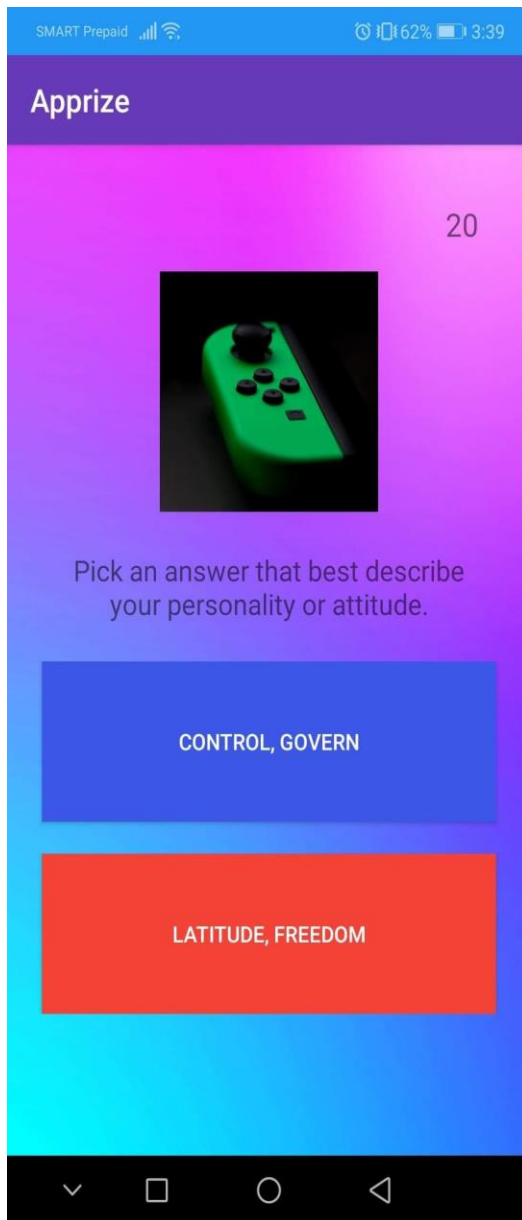 SMART Prepaid 62% 3:39
Apprize
20
Pick an answer that best describe
your personality or attitude.
CONTROL, GOVERN
LATITUDE, FREEDOM